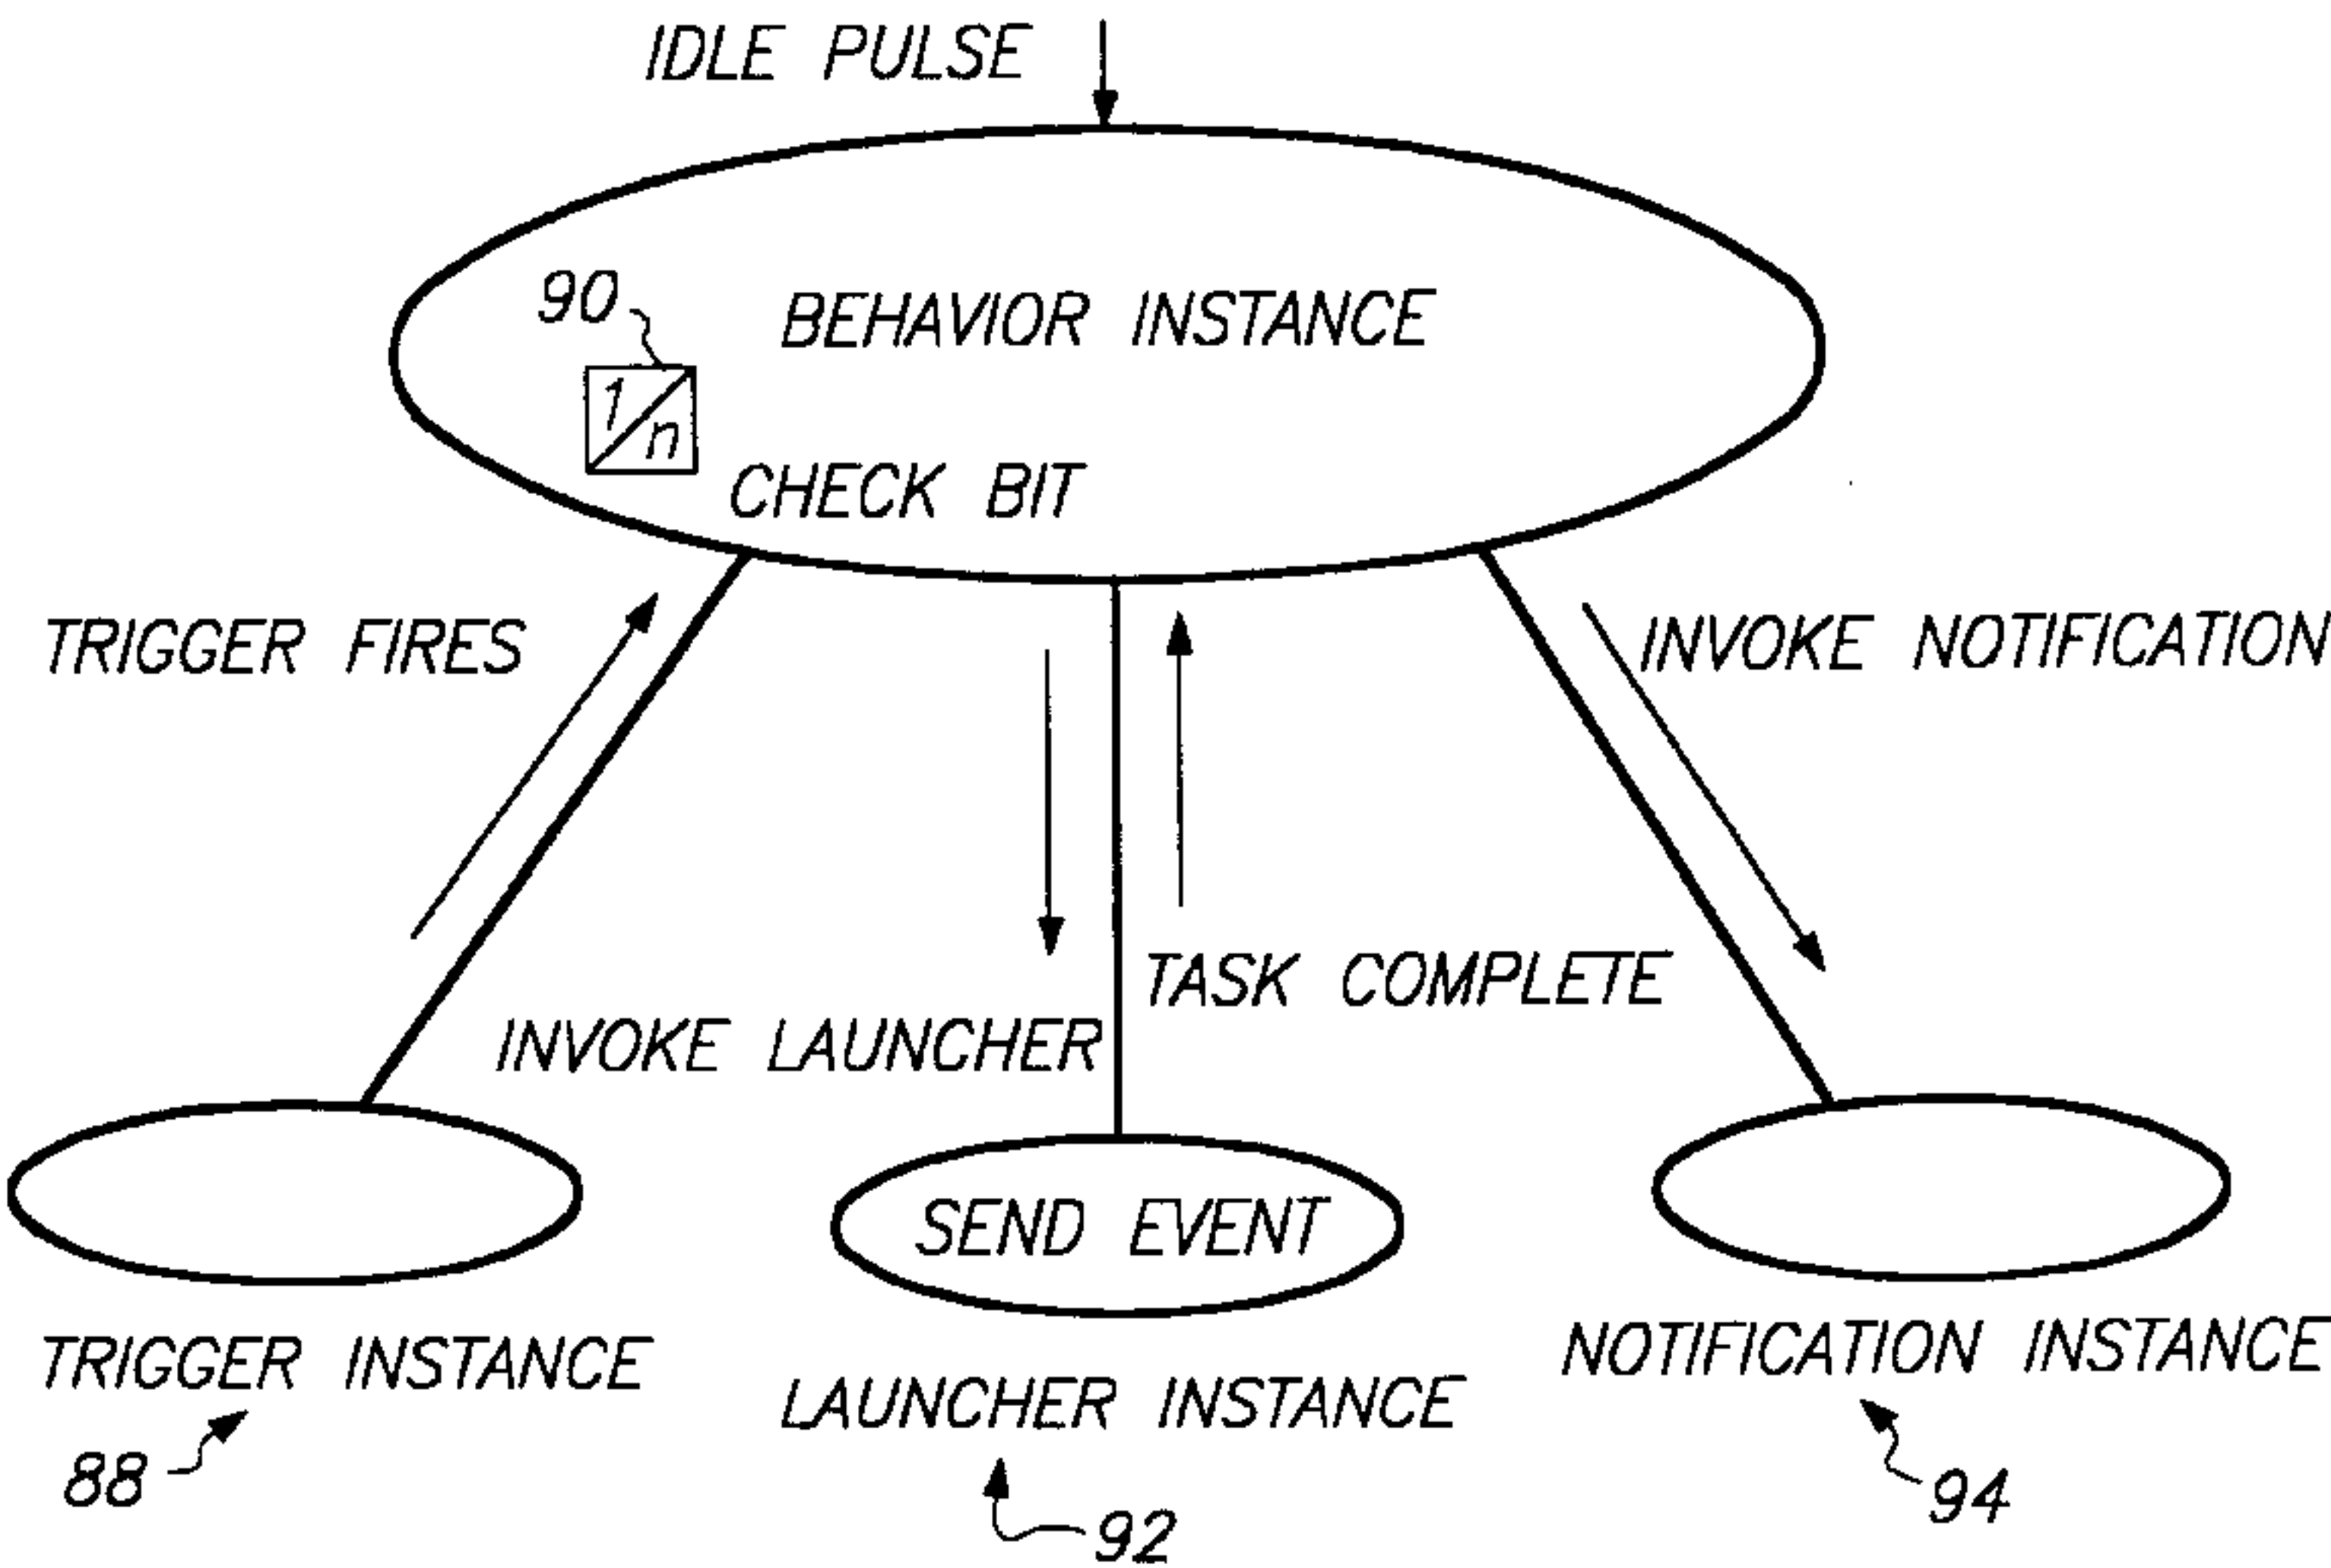 IDLE PULSE
90
BEHAVIOR INSTANCE
1/n
CHECK BIT
TRIGGER FIRES
INVOKE NOTIFICATION
TASK COMPLETE
INVOKE LAUNCHER
SEND EVENT
TRIGGER INSTANCE
LAUNCHER INSTANCE
NOTIFICATION INSTANCE
88
92
94